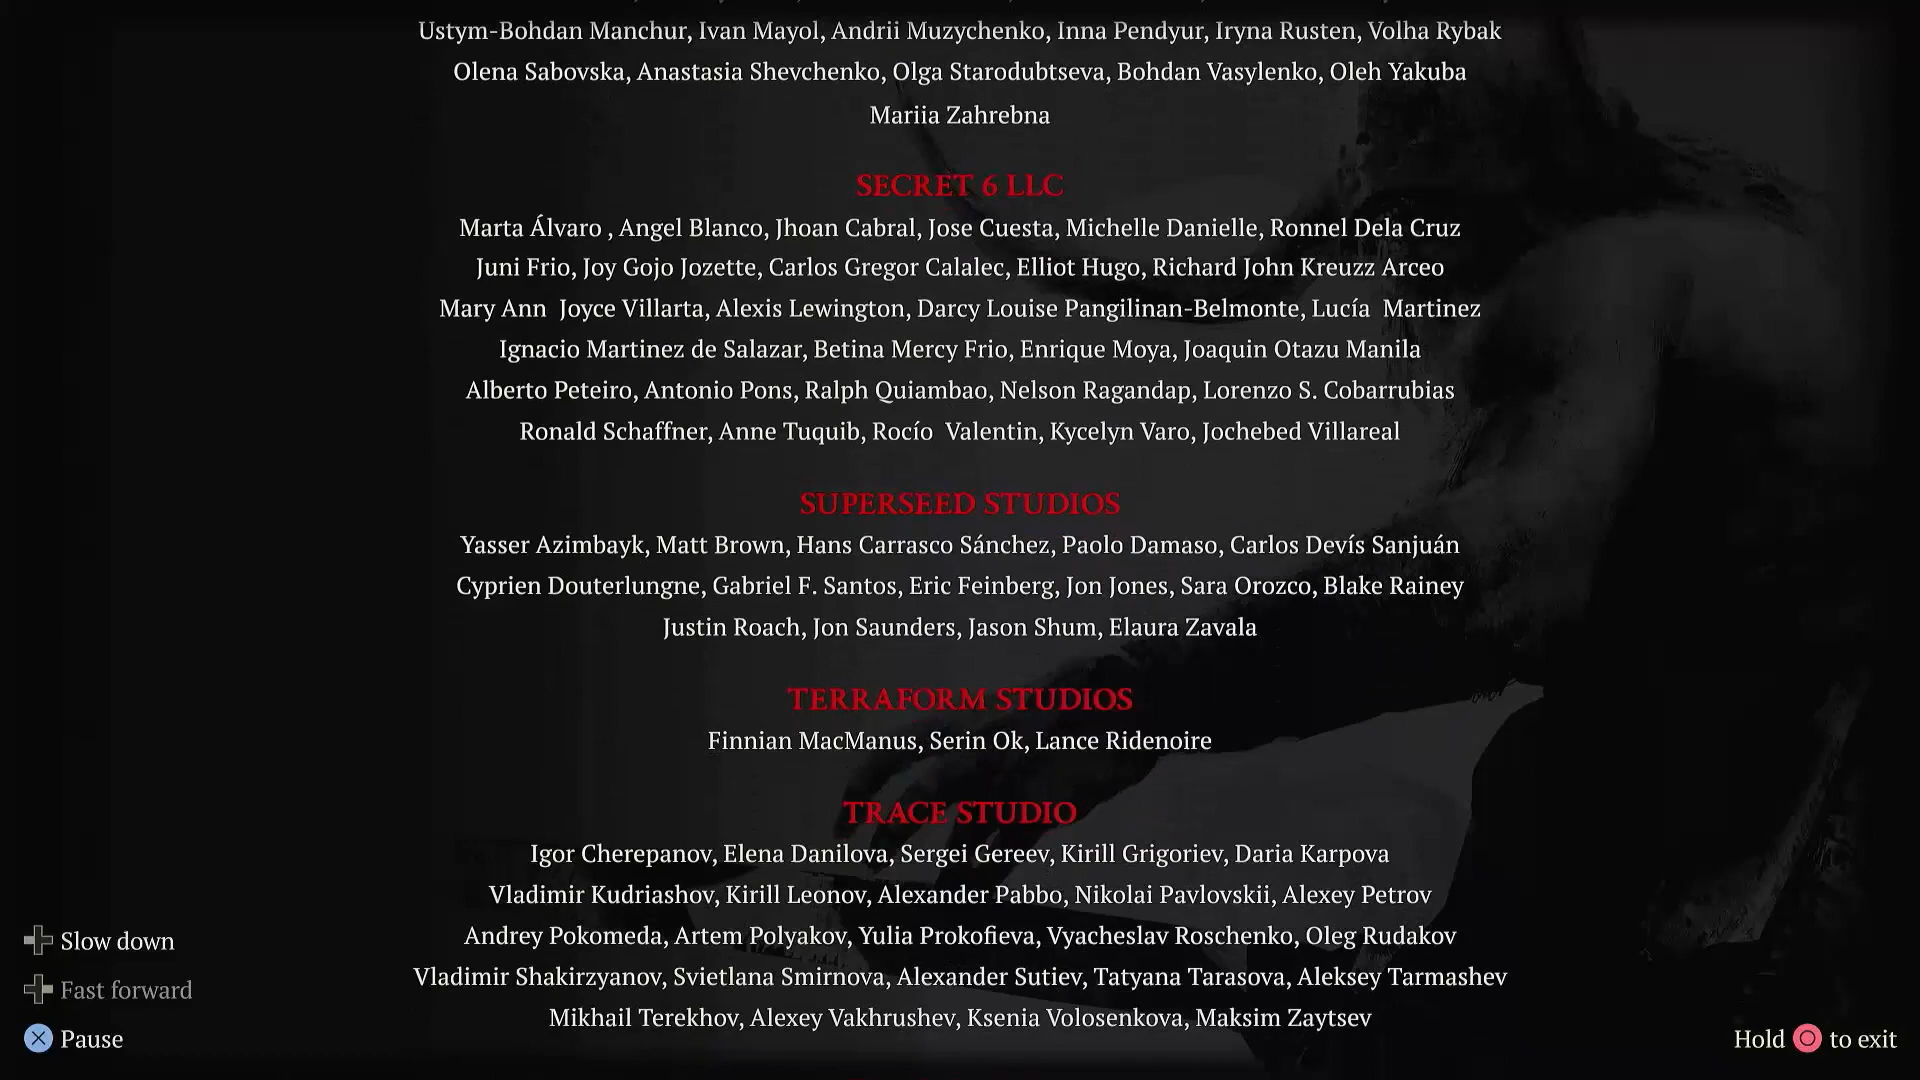 Ustym-Bohdan Manchur, Ivan Mayol, Andrii Muzychenko, Inna Pendyur, Iryna Rusten, Volha Rybak
Olena Sabovska, Anastasia Shevchenko, Olga Starodubtseva, Bohdan Vasylenko, Oleh Yakuba
Mariia Zahrebna
SECRET 6 LLC
Marta Álvaro , Angel Blanco, Jhoan Cabral, Jose Cuesta, Michelle Danielle, Ronnel Dela Cruz
Juni Frio, Joy Gojo Jozette, Carlos Gregor Calalec, Elliot Hugo, Richard John Kreuzz Arceo
Mary Ann  Joyce Villarta, Alexis Lewington, Darcy Louise Pangilinan-Belmonte, Lucía  Martinez
Ignacio Martinez de Salazar, Betina Mercy Frio, Enrique Moya, Joaquin Otazu Manila
Alberto Peteiro, Antonio Pons, Ralph Quiambao, Nelson Ragandap, Lorenzo S. Cobarrubias
Ronald Schaffner, Anne Tuquib, Rocío  Valentin, Kycelyn Varo, Jochebed Villareal
SUPERSEED STUDIOS
Yasser Azimbayk, Matt Brown, Hans Carrasco Sánchez, Paolo Damaso, Carlos Devís Sanjuán
Cyprien Douterlungne, Gabriel F. Santos, Eric Feinberg, Jon Jones, Sara Orozco, Blake Rainey
Justin Roach, Jon Saunders, Jason Shum, Elaura Zavala
TERRAFORM STUDIOS
Finnian MacManus, Serin Ok, Lance Ridenoire
TRACE STUDIO
Igor Cherepanov, Elena Danilova, Sergei Gereev, Kirill Grigoriev, Daria Karpova
Vladimir Kudriashov, Kirill Leonov, Alexander Pabbo, Nikolai Pavlovskii, Alexey Petrov
Andrey Pokomeda, Artem Polyakov, Yulia Prokofieva, Vyacheslav Roschenko, Oleg Rudakov
Vladimir Shakirzyanov, Svietlana Smirnova, Alexander Sutiev, Tatyana Tarasova, Aleksey Tarmashev
Mikhail Terekhov, Alexey Vakhrushev, Ksenia Volosenkova, Maksim Zaytsev
Slow down
Fast forward
Pause
Hold to exit